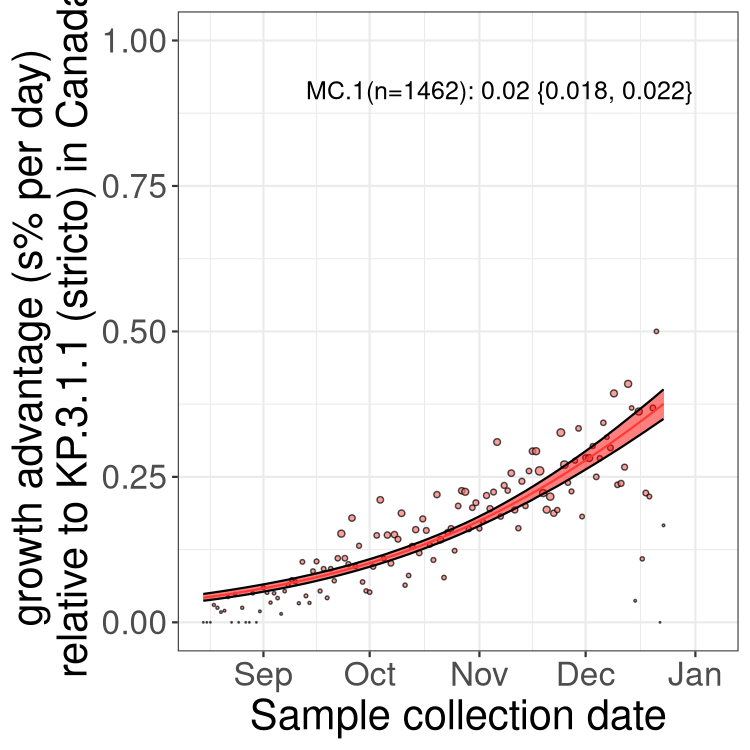 growth advantage (s% per day)
relative to KP.3.1.1 (stricto) in Canada
1.00
0.75
0.50
0.25
0.00
MC.1(n=1462): 0.02 {0.018, 0.022}
Sep Oct Nov Dec Jan
Sample collection date